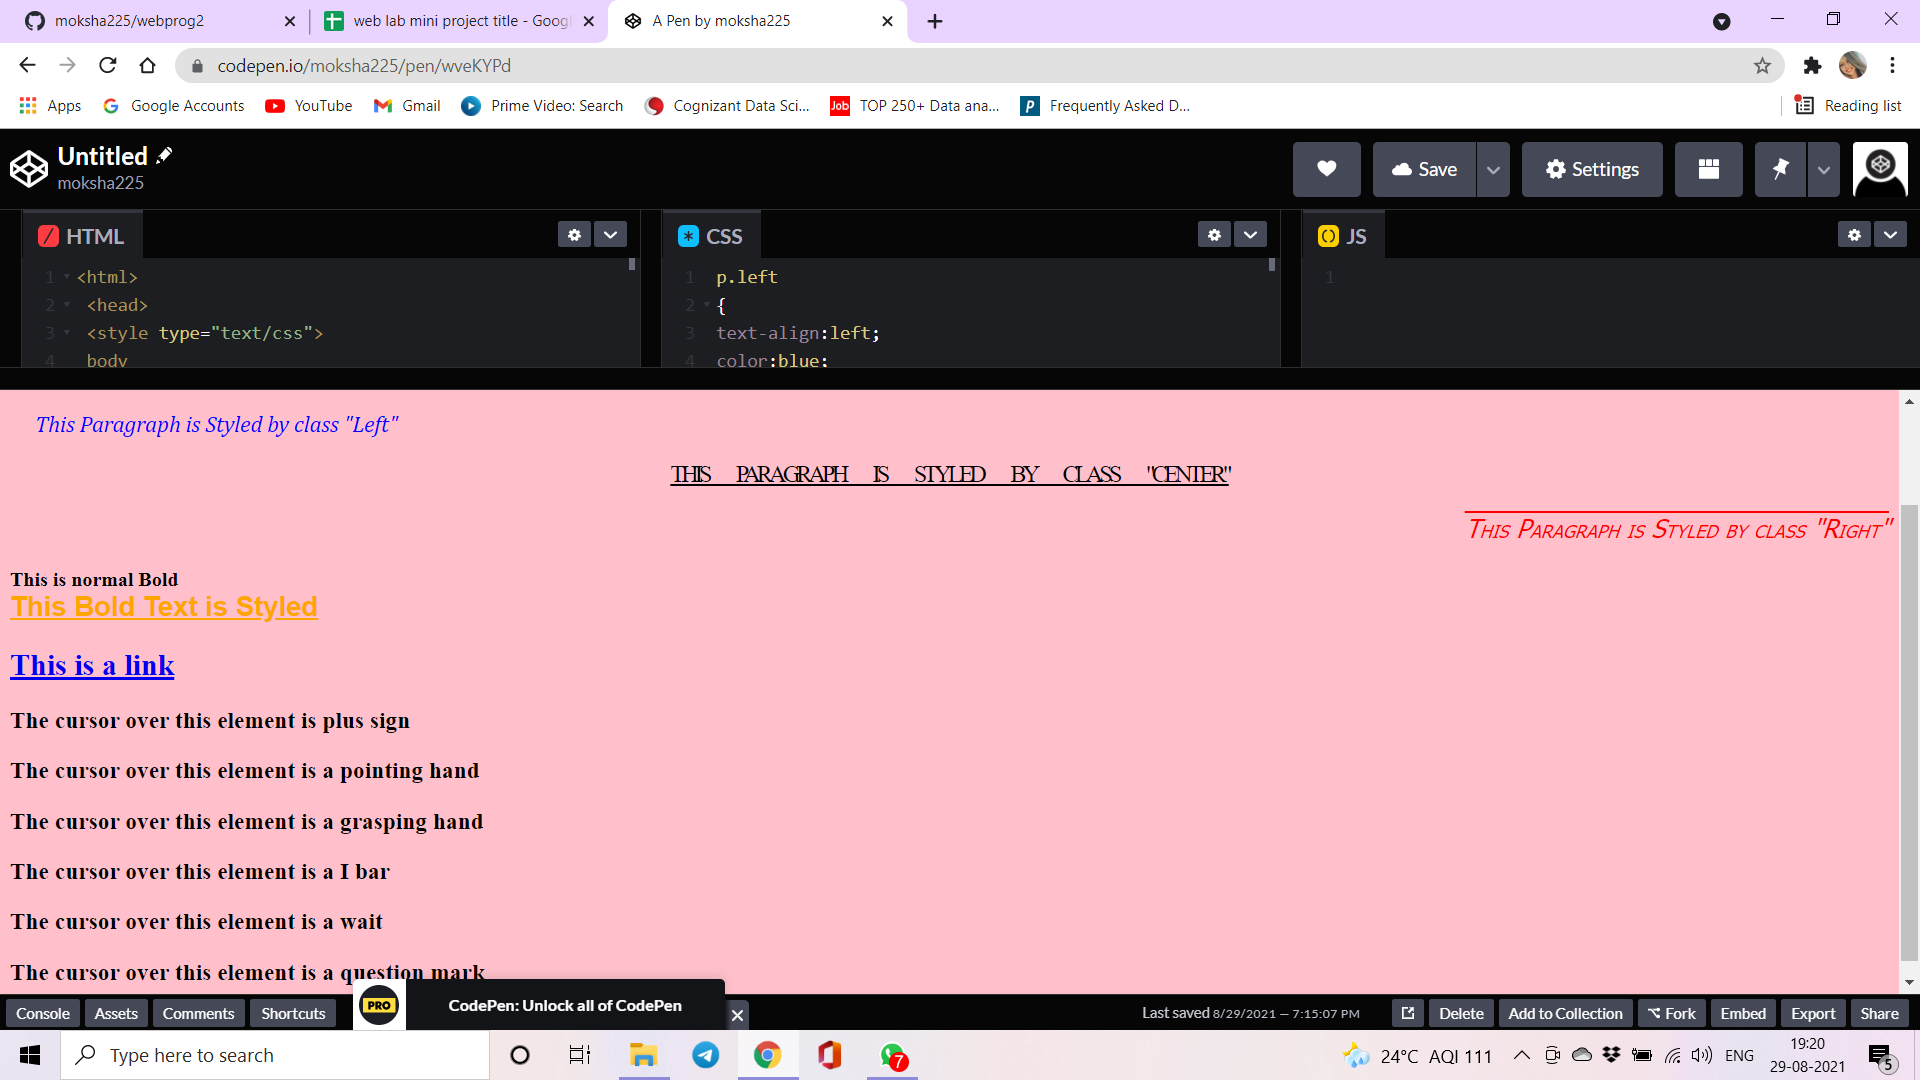 moksha225/webprog2
web lab mini project title - Goog
A Pen by moksha225
codepen.io/moksha225/pen/wveKYPd
Apps
Google Accounts
YouTube
Gmail
Prime Video: Search
Cognizant Data Sci...
Job
TOP 250+ Data ana...
P
Frequently Asked D...
Reading list
Untitled
moksha225
Save
Settings
HTML
CSS
JS
1 <html>
2 <head>
3 <style type="text/css">
4 body
1 p.left
2 {
3 text-align:left;
4 color:blue;
1
This Paragraph is Styled by class "Left"
THIS PARAGRAPH IS STYLED BY CLASS "CENTER"
This Paragraph is Styled by class "Right"
This is normal Bold
This Bold Text is Styled
This is a link
The cursor over this element is plus sign
The cursor over this element is a pointing hand
The cursor over this element is a grasping hand
The cursor over this element is a I bar
The cursor over this element is a wait
The cursor over this element is a question mark
Console
Assets
Comments
Shortcuts
PRO
CodePen: Unlock all of CodePen
Last saved 8/29/2021 — 7:15:07 PM
Delete
Add to Collection
Fork
Embed
Export
Share
Type here to search
7
24°C AQI 111
ENG
19:20
29-08-2021
5